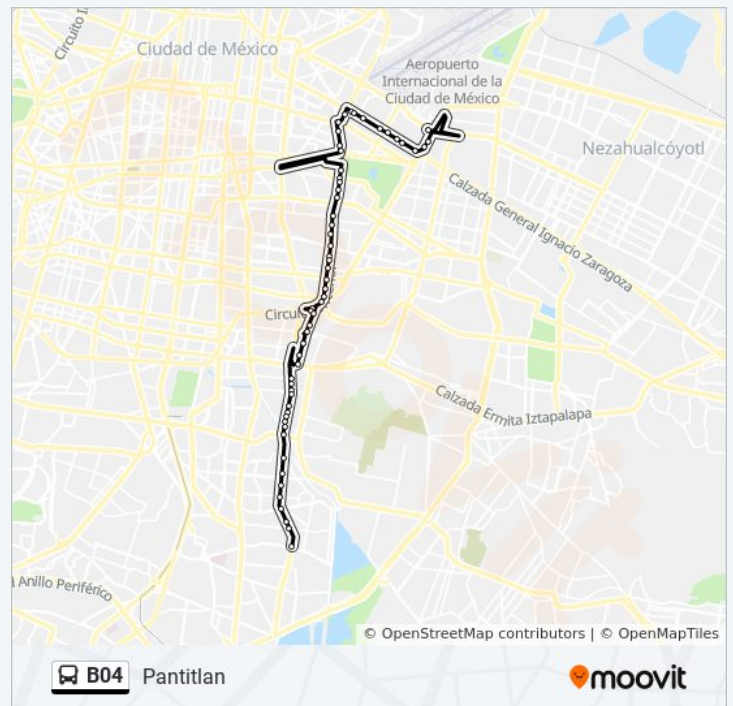 Circuito I
Ciudad de México
Aeropuerto
Internacional de la
Ciudad de México
Nezahualcóyotl
Calzada General Ignacio Zaragoza
Circu
Calzada Ermita Iztapalapa
l Anillo Periférico
© OpenStreetMap contributors | © OpenMapTiles
B04 Pantitlan
moovit